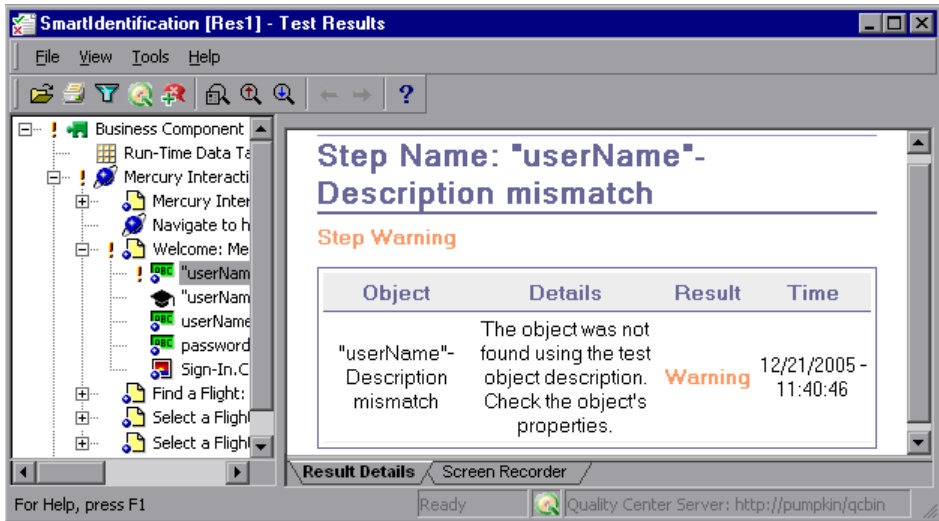 SmartIdentification [Res1] - Test Results
File View Tools Help
?
Business Component
Run-Time Data Ta
Mercury Interacti
Mercury Inter
Navigate to h
Welcome: Me
ABC "userNam
"userNam
ABC userName
ABC password
Sign-In.C
Find a Flight:
Select a Fligh
Select a Fligh
Step Name: "userName"-
Description mismatch
Step Warning
Object Details Result Time
"userName"-
Description
mismatch
The object was not
found using the test
object description.
Check the object's
properties.
Warning
12/21/2005 -
11:40:46
Result Details Screen Recorder
For Help, press F1 Ready Quality Center Server: http://pumpkin/qcbin